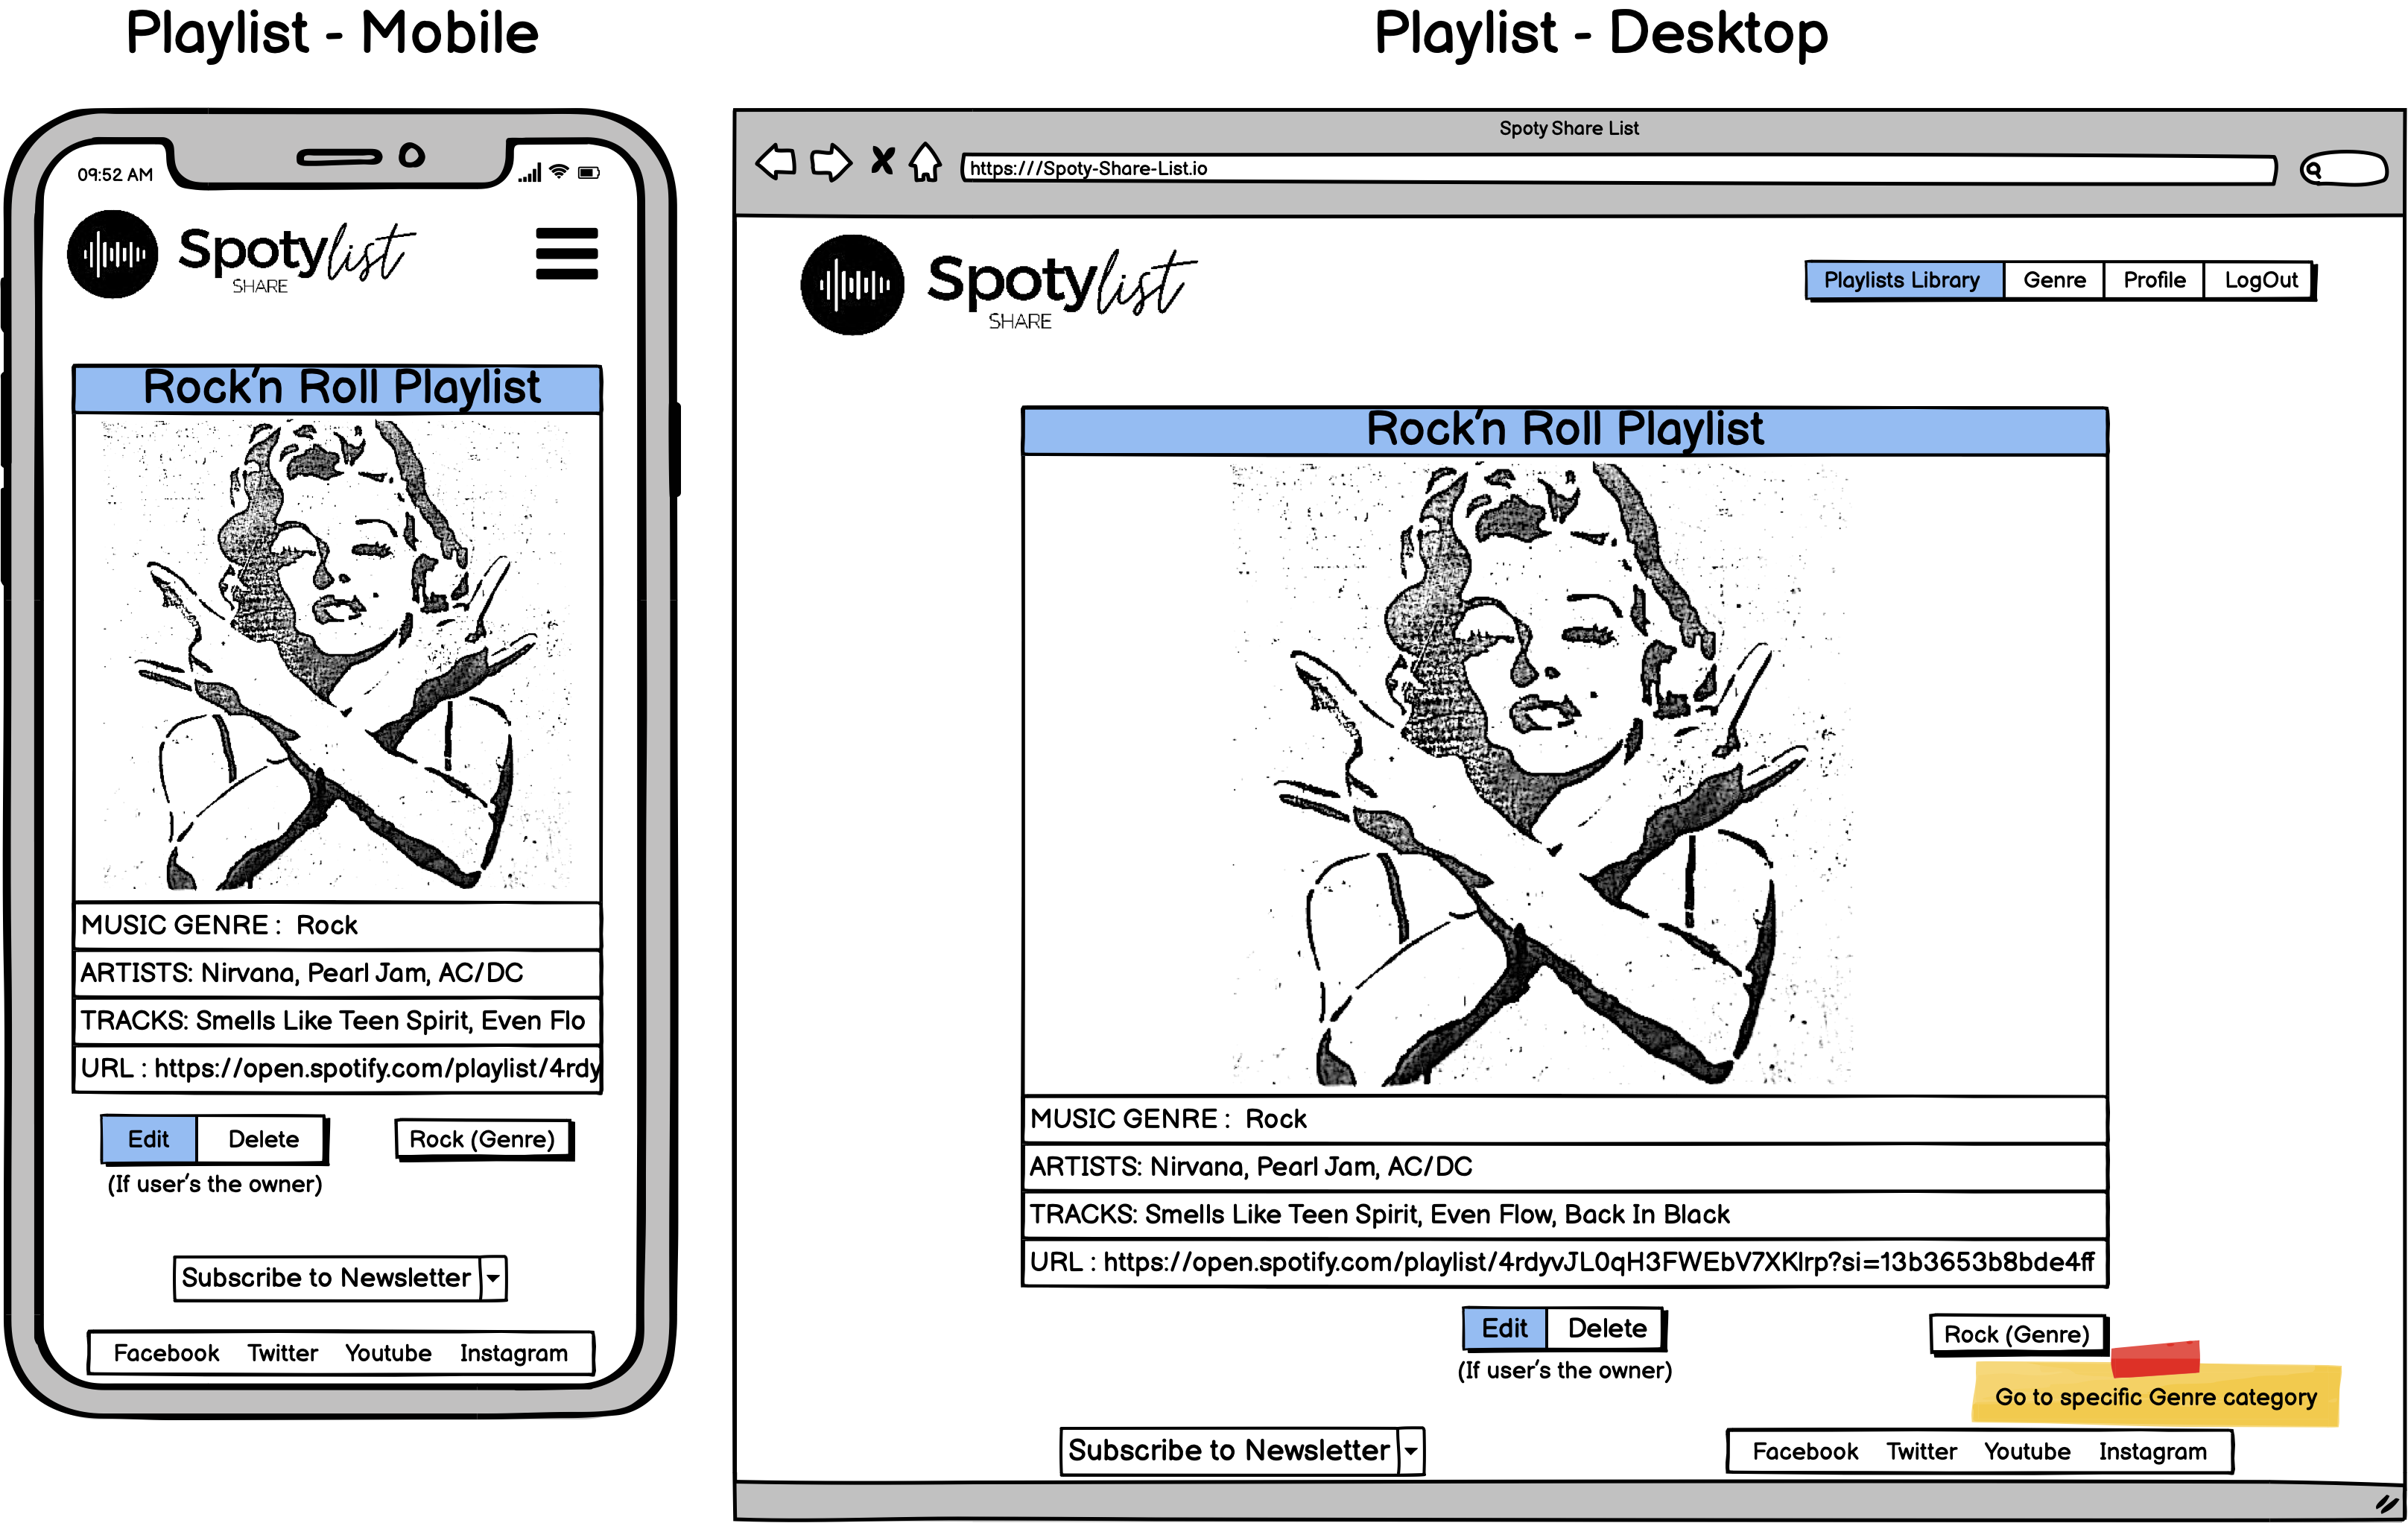 Playlist - Mobile
09:52 AM
Spotylist
SHARE
Rock'n Roll Playlist
MUSIC GENRE : Rock
ARTISTS: Nirvana, Pearl Jam, AC/DC
TRACKS: Smells Like Teen Spirit, Even Flo
URL : https://open.spotify.com/playlist/4rdy
Edit Delete Rock (Genre)
(If user's the owner)
Subscribe to Newsletter
Facebook Twitter Youtube Instagram
Playlist - Desktop
Spoty Share List
https:///Spoty-Share-List.io
Spotylist
SHARE
Playlists Library Genre Profile LogOut
Rock'n Roll Playlist
MUSIC GENRE : Rock
ARTISTS: Nirvana, Pearl Jam, AC/DC
TRACKS: Smells Like Teen Spirit, Even Flow, Back In Black
URL : https://open.spotify.com/playlist/4rdyvJL0qH3FWEbV7XKlrp?si=13b3653b8bde4ff
Edit Delete Rock (Genre)
(If user's the owner)
Go to specific Genre category
Subscribe to Newsletter
Facebook Twitter Youtube Instagram